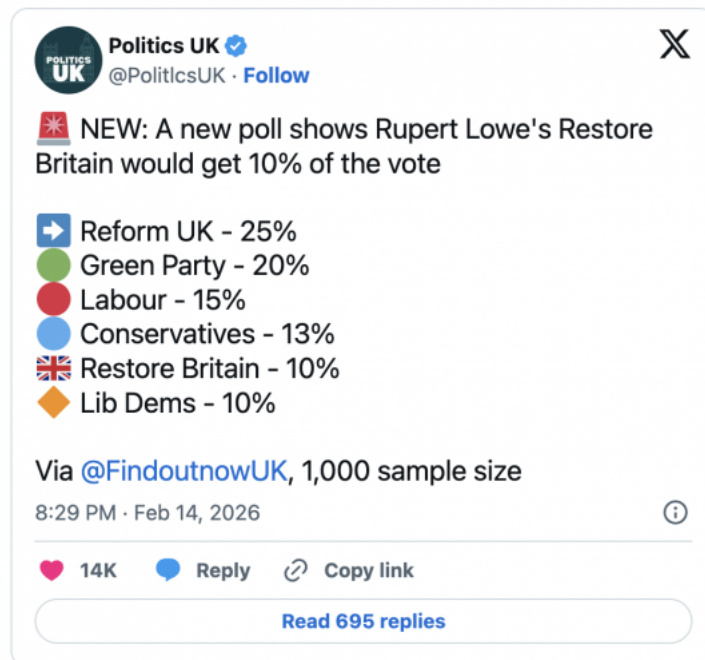 POLITICS
UK
Politics UK
@PolitlcsUK · Follow
NEW: A new poll shows Rupert Lowe's Restore
Britain would get 10% of the vote
Reform UK - 25%
Green Party - 20%
Labour - 15%
Conservatives - 13%
Restore Britain - 10%
Lib Dems - 10%
Via @FindoutnowUK, 1,000 sample size
8:29 PM · Feb 14, 2026
14K Reply Copy link
Read 695 replies